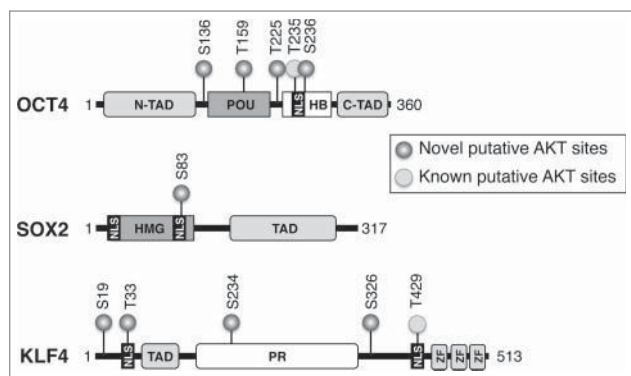 S136 T159 T225 T235 S236
OCT4 1 N-TAD POU NLS HB C-TAD 360
Novel putative AKT sites
Known putative AKT sites
S83
SOX2 1 NLS HMG NLS TAD 317
S19 T33 S234 S326 T429
KLF4 1 NLS TAD PR NLS ZF ZF ZF 513